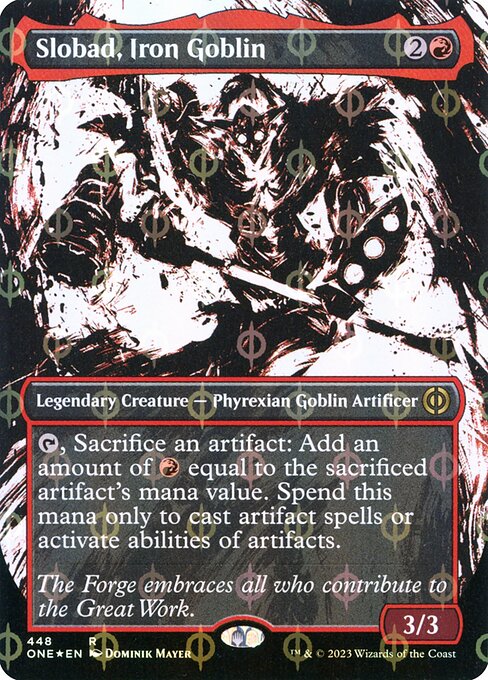 Slobad, Iron Goblin
2
Legendary Creature — Phyrexian Goblin Artificer
, Sacrifice an artifact: Add an
amount of equal to the sacrificed
artifact's mana value. Spend this
mana only to cast artifact spells or
activate abilities of artifacts.
The Forge embraces all who contribute to
the Great Work.
3/3
448 R
ONE★EN Dominik Mayer
™ & © 2023 Wizards of the Coast